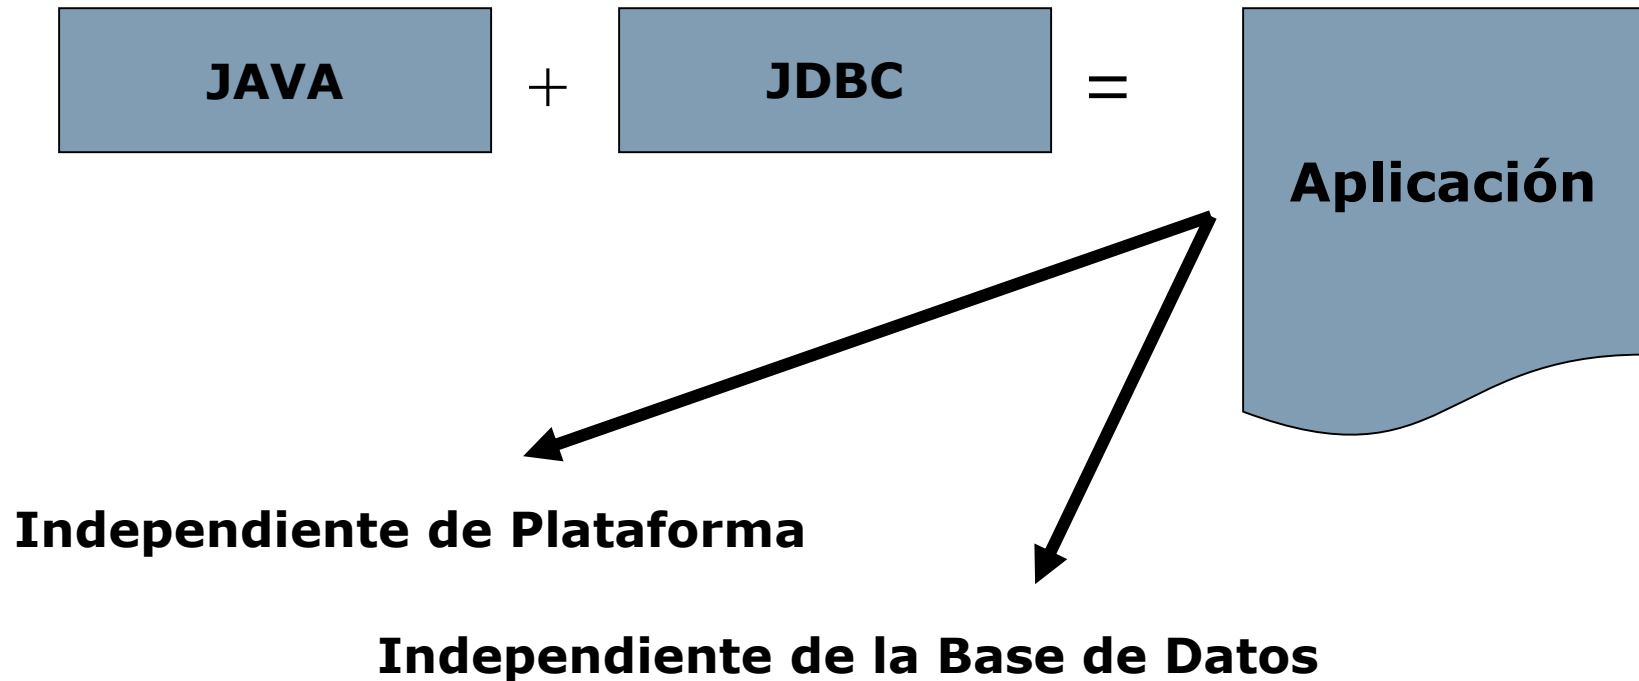 JAVA + JDBC =
Aplicación
Independiente de Plataforma
Independiente de la Base de Datos